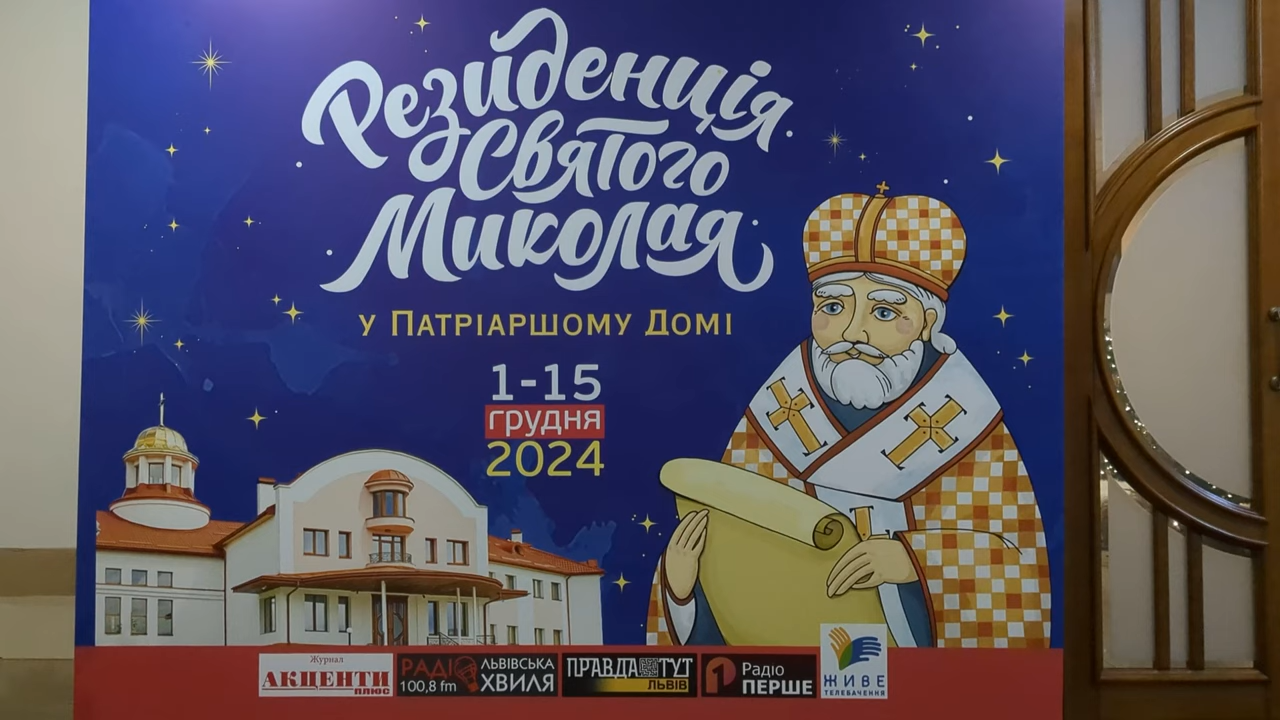 Резиденція
Святого
Миколая
у Патріаршому Домі
1-15
грудня
2024
Журнал
АКЦЕНТИ
ПЛЮС
РАДІО
100,8 fm
ЛЬВІВСЬКА
ХВИЛЯ
ПРАВДА ТУТ
ЛЬВІВ
1
Радіо
ПЕРШЕ
ЖИВЕ
ТЕЛЕБАЧЕННЯ